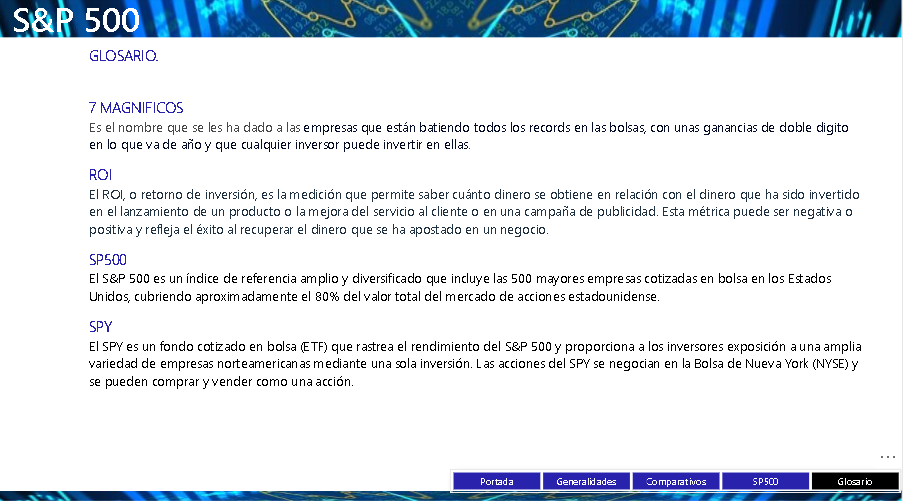 S&P 500
GLOSARIO.
7 MAGNIFICOS
Es el nombre que se les ha dado a las empresas que están batiendo todos los records en las bolsas, con unas ganancias de doble digito
en lo que va de año y que cualquier inversor puede invertir en ellas.
ROI
El ROI, o retorno de inversión, es la medición que permite saber cuánto dinero se obtiene en relación con el dinero que ha sido invertido
en el lanzamiento de un producto o la mejora del servicio al cliente o en una campaña de publicidad. Esta métrica puede ser negativa o
positiva y refleja el éxito al recuperar el dinero que se ha apostado en un negocio.
SP500
El S&P 500 es un índice de referencia amplio y diversificado que incluye las 500 mayores empresas cotizadas en bolsa en los Estados
Unidos, cubriendo aproximadamente el 80% del valor total del mercado de acciones estadounidense.
SPY
El SPY es un fondo cotizado en bolsa (ETF) que rastrea el rendimiento del S&P 500 y proporciona a los inversores exposición a una amplia
variedad de empresas norteamericanas mediante una sola inversión. Las acciones del SPY se negocian en la Bolsa de Nueva York (NYSE) y
se pueden comprar y vender como una acción.
...
Portada Generalidades Comparativos SP500 Glosario